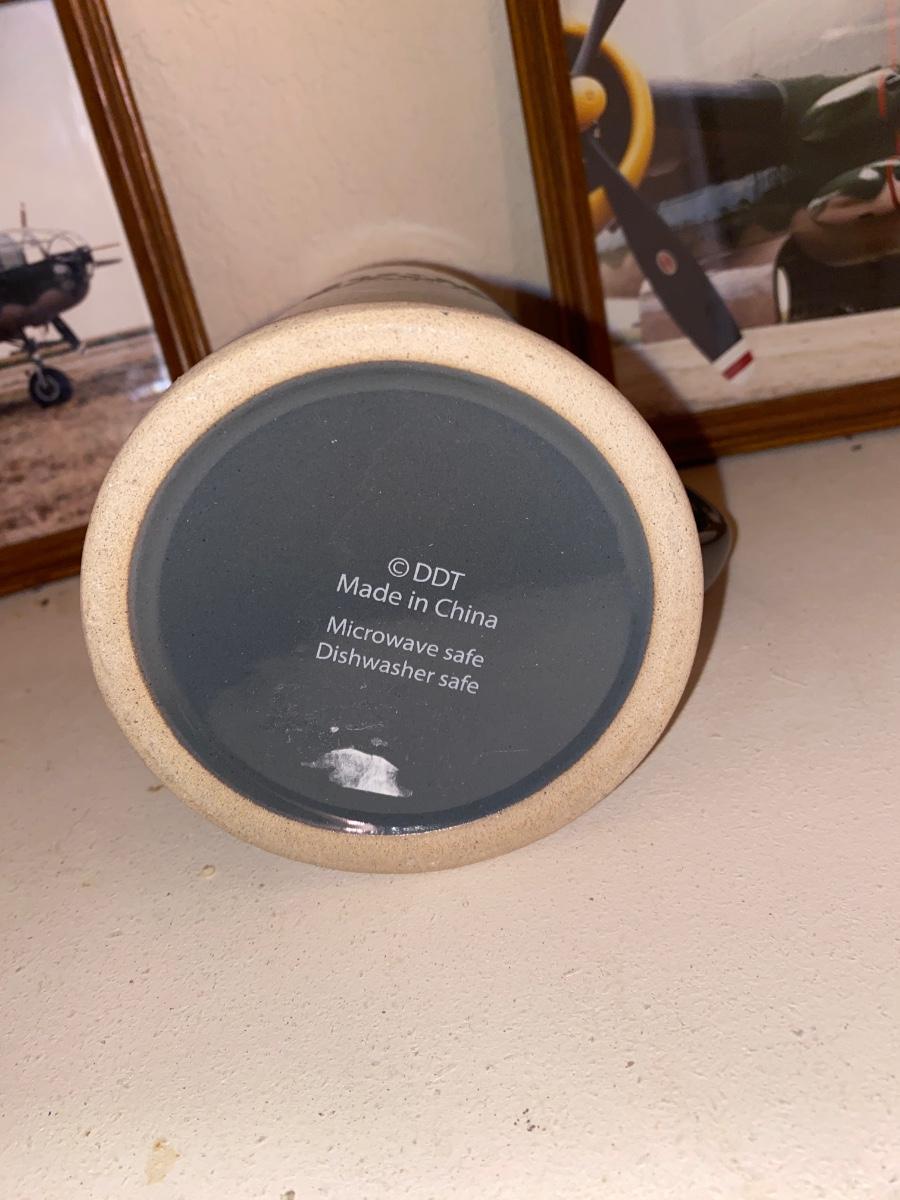 ©DDT
Made in China
Microwave safe
Dishwasher safe